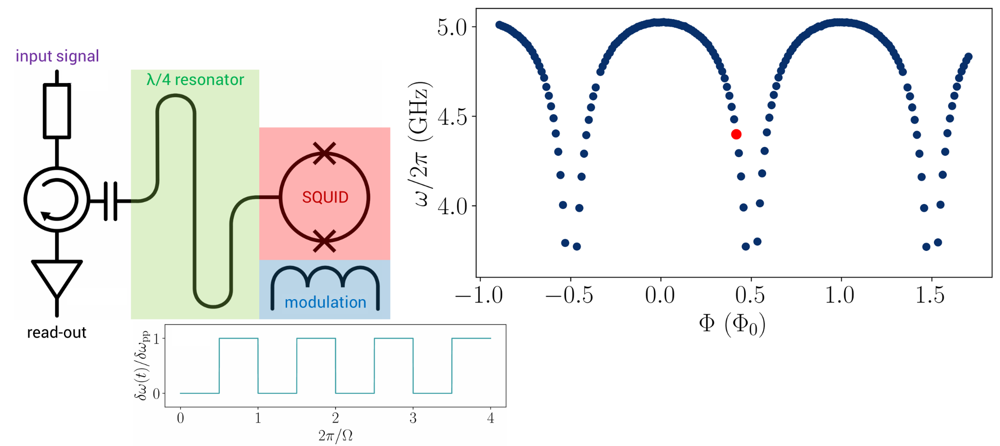 input signal
λ/4 resonator
SQUID
modulation
read-out
δω(t)/δω_pp
1
0
0 1 2 3 4
2π/Ω
ω/2π (GHz)
5.0
4.5
4.0
−1.0 −0.5 0.0 0.5 1.0 1.5
Φ (Φ₀)